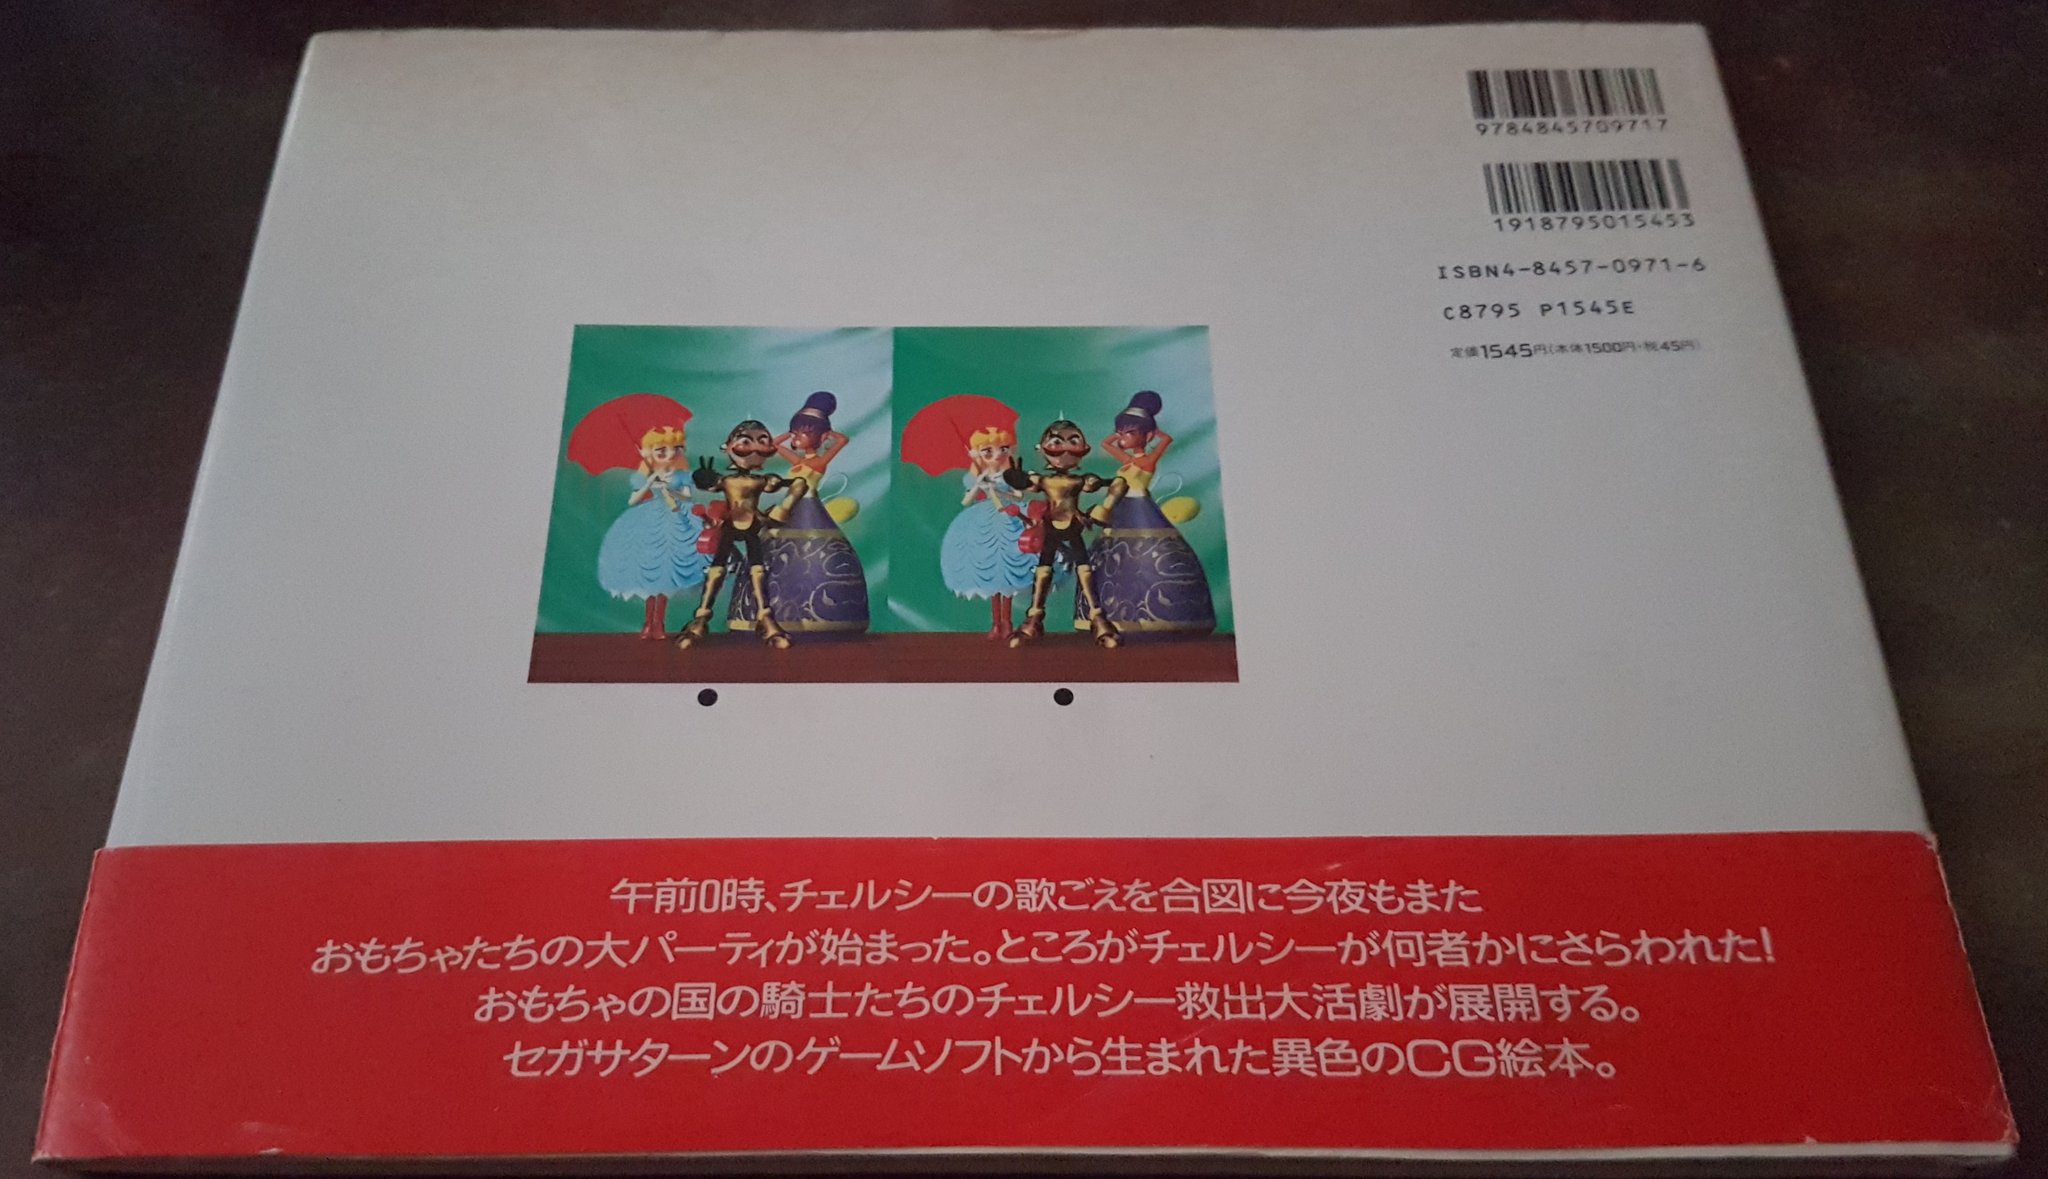 9784845709717
1918795015453
ISBN4-8457-0971-6
C8795 P1545E
定価1545円(本体1500円・税45円)
午前0時、チェルシーの歌ごえを合図に今夜もまた
おもちゃたちの大パーティが始まった。ところがチェルシーが何者かにさらわれた!
おもちゃの国の騎士たちのチェルシー救出大活劇が展開する。
セガサターンのゲームソフトから生まれた異色のCG絵本。